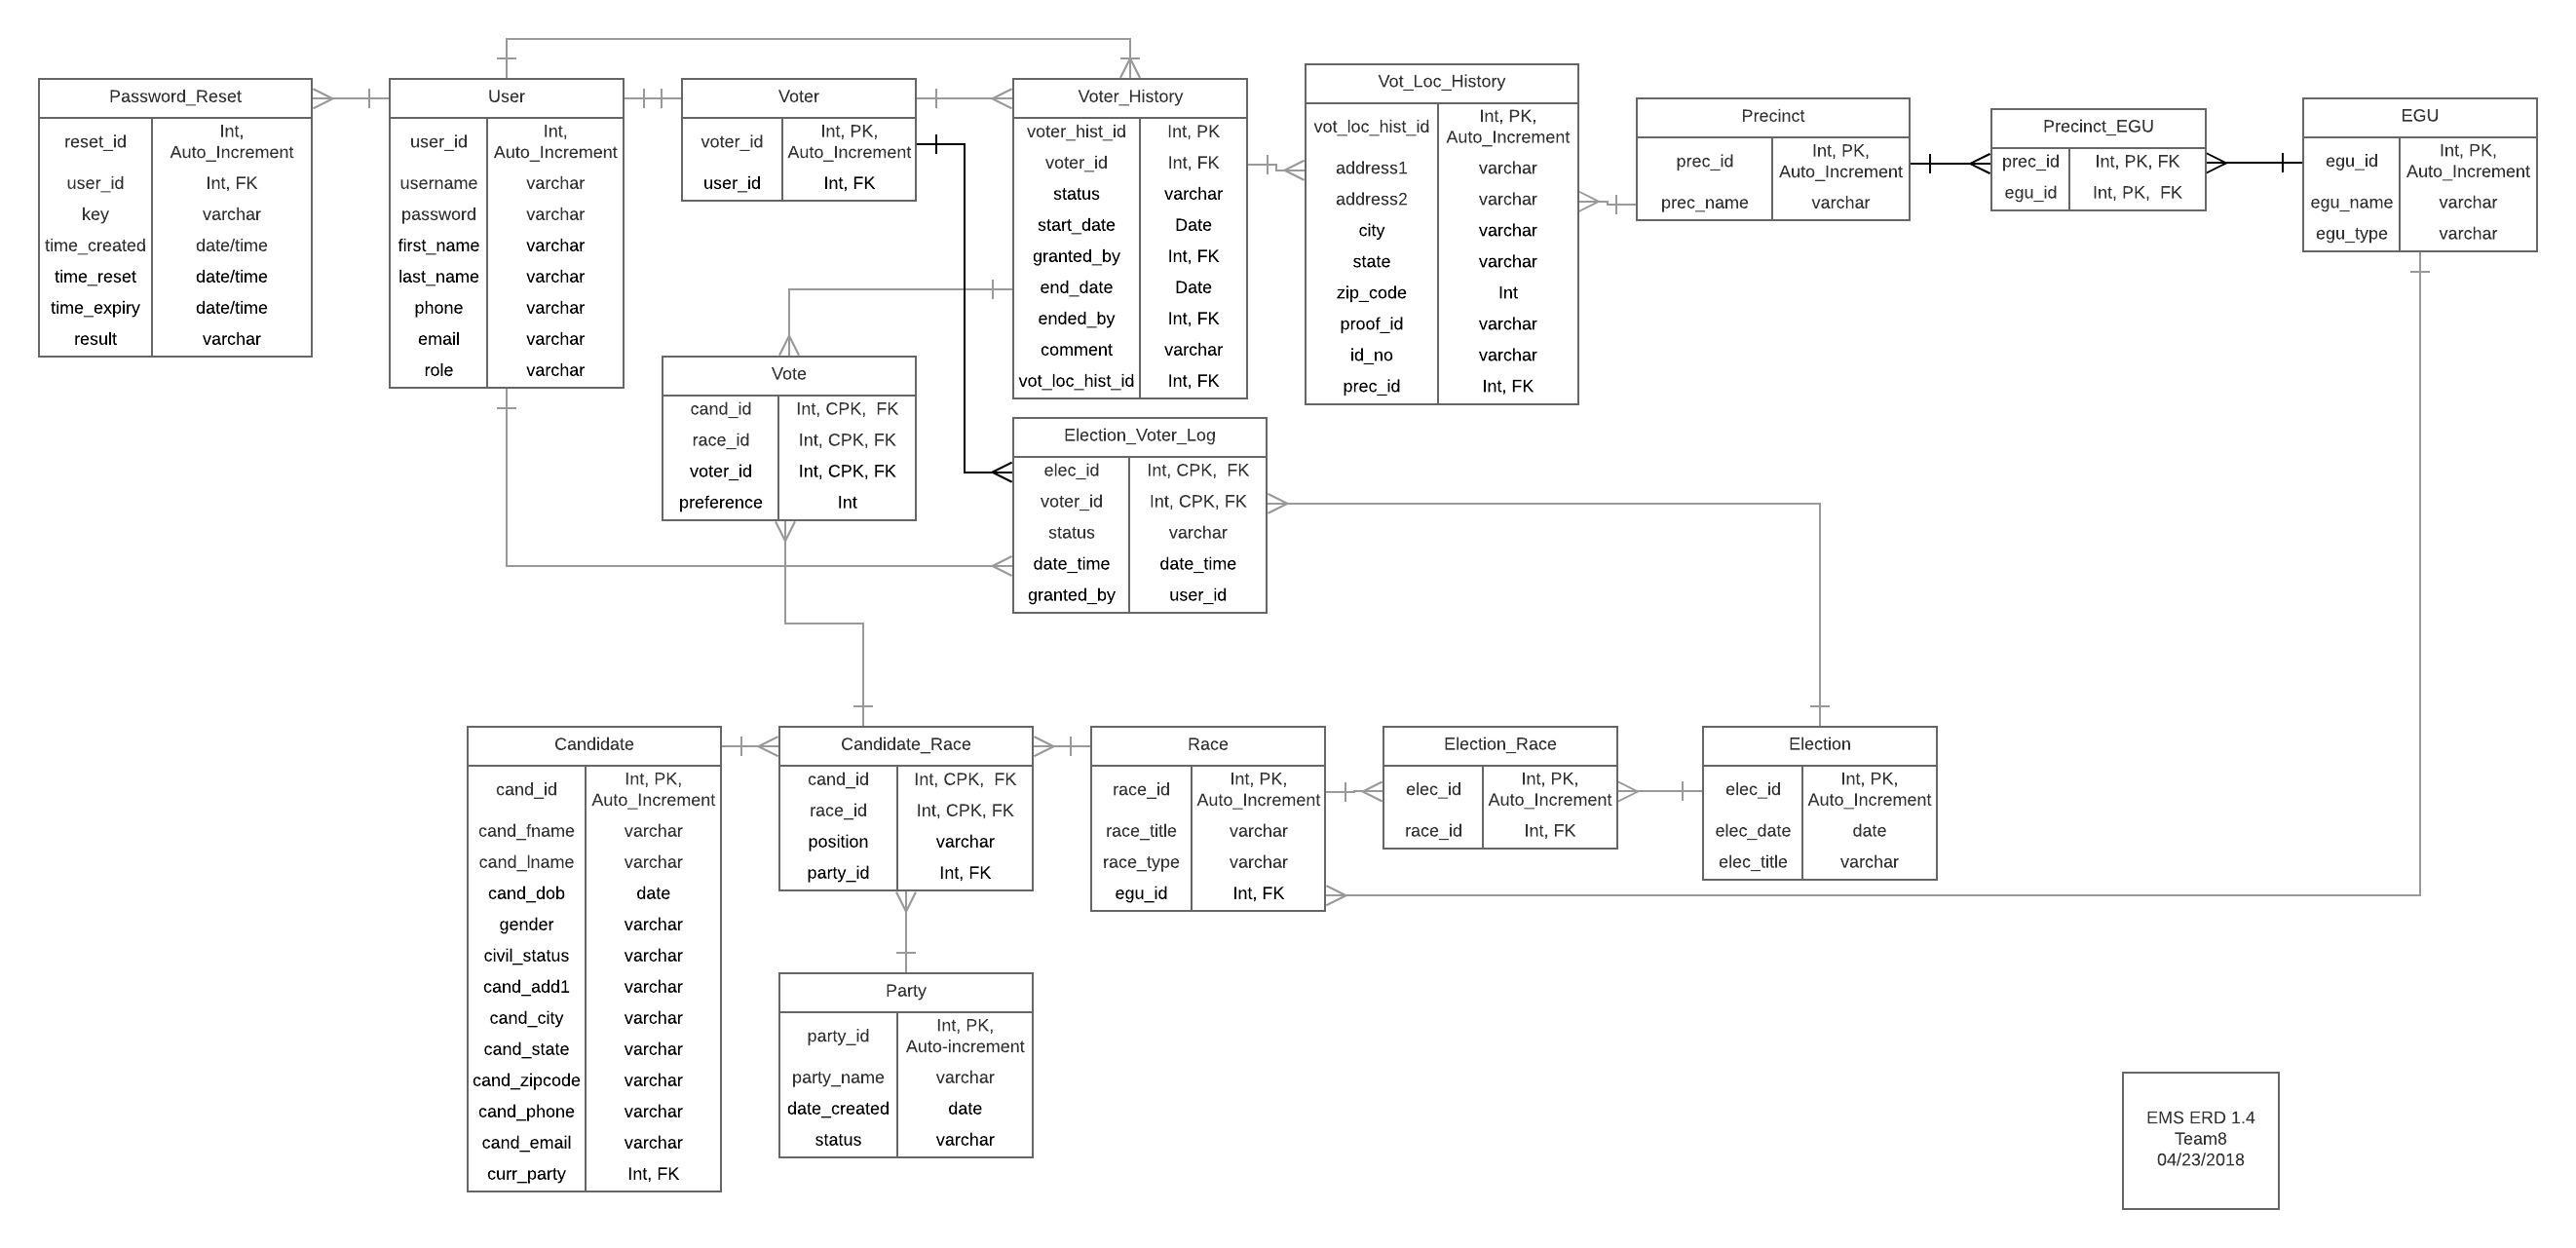 Password_Reset
reset_id
Int,
Auto_Increment
user_id
Int, FK
key
varchar
time_created
date/time
time_reset
date/time
time_expiry
date/time
result
varchar
User
user_id
Int,
Auto_Increment
username
varchar
password
varchar
first_name
varchar
last_name
varchar
phone
varchar
email
varchar
role
varchar
Voter
voter_id
Int, PK,
Auto_Increment
user_id
Int, FK
Voter_History
voter_hist_id
Int, PK
voter_id
Int, FK
status
varchar
start_date
Date
granted_by
Int, FK
end_date
Date
ended_by
Int, FK
comment
varchar
vot_loc_hist_id
Int, FK
Vot_Loc_History
vot_loc_hist_id
Int, PK,
Auto_Increment
address1
varchar
address2
varchar
city
varchar
state
varchar
zip_code
Int
proof_id
varchar
id_no
varchar
prec_id
Int, FK
Precinct
prec_id
Int, PK,
Auto_Increment
prec_name
varchar
Precinct_EGU
prec_id
Int, PK, FK
egu_id
Int, PK,  FK
EGU
egu_id
Int, PK,
Auto_Increment
egu_name
varchar
egu_type
varchar
Vote
cand_id
Int, CPK,  FK
race_id
Int, CPK, FK
voter_id
Int, CPK, FK
preference
Int
Election_Voter_Log
elec_id
Int, CPK,  FK
voter_id
Int, CPK, FK
status
varchar
date_time
date_time
granted_by
user_id
Candidate
cand_id
Int, PK,
Auto_Increment
cand_fname
varchar
cand_lname
varchar
cand_dob
date
gender
varchar
civil_status
varchar
cand_add1
varchar
cand_city
varchar
cand_state
varchar
cand_zipcode
varchar
cand_phone
varchar
cand_email
varchar
curr_party
Int, FK
Candidate_Race
cand_id
Int, CPK,  FK
race_id
Int, CPK, FK
position
varchar
party_id
Int, FK
Race
race_id
Int, PK,
Auto_Increment
race_title
varchar
race_type
varchar
egu_id
Int, FK
Election_Race
elec_id
Int, PK,
Auto_Increment
race_id
Int, FK
Election
elec_id
Int, PK,
Auto_Increment
elec_date
date
elec_title
varchar
Party
party_id
Int, PK,
Auto-increment
party_name
varchar
date_created
date
status
varchar
EMS ERD 1.4
Team8
04/23/2018